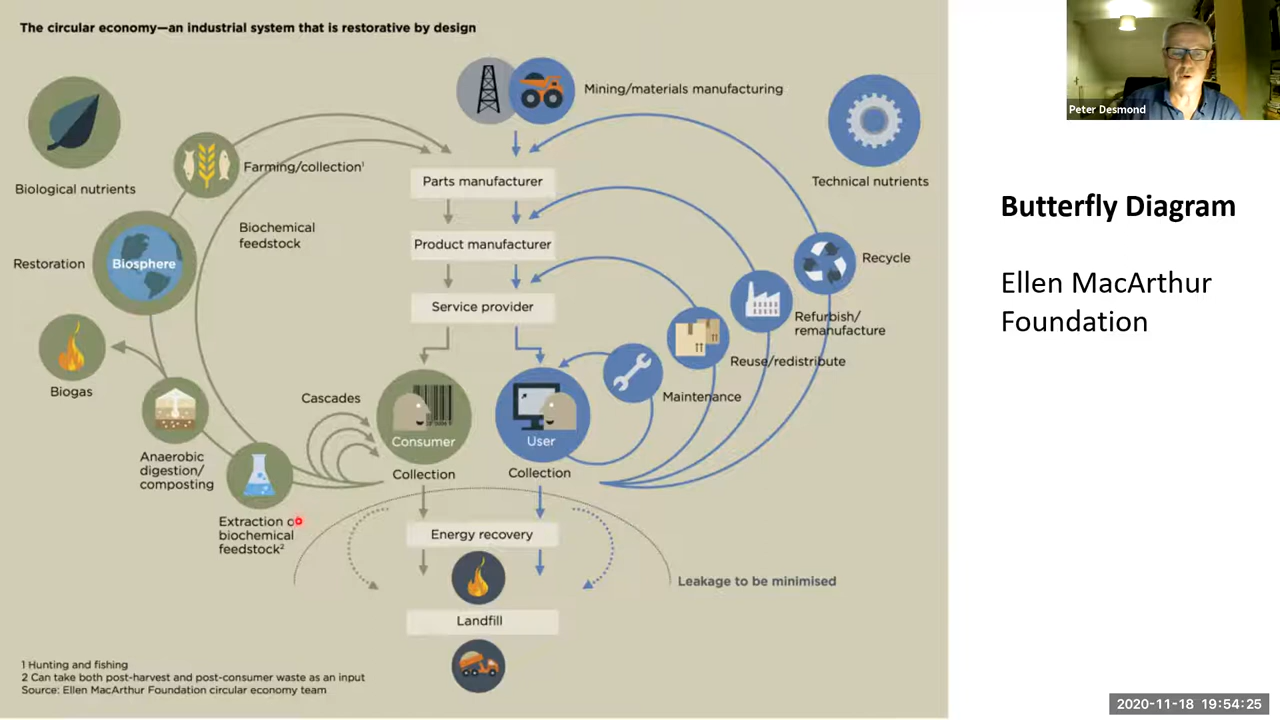 The circular economy—an industrial system that is restorative by design
Mining/materials manufacturing
Peter Desmond
Biological nutrients
Farming/collection¹
Parts manufacturer
Technical nutrients
Butterfly Diagram
Biochemical
feedstock
Product manufacturer
Restoration
Biosphere
Recycle
Ellen MacArthur
Foundation
Service provider
Refurbish/
remanufacture
Reuse/redistribute
Biogas
Cascades
Maintenance
Consumer
User
Anaerobic
digestion/
composting
Collection
Collection
Extraction
biochemical
feedstock²
Energy recovery
Leakage to be minimised
Landfill
1 Hunting and fishing
2 Can take both post-harvest and post-consumer waste as an input
Source: Ellen MacArthur Foundation circular economy team
2020-11-18 19:54:25